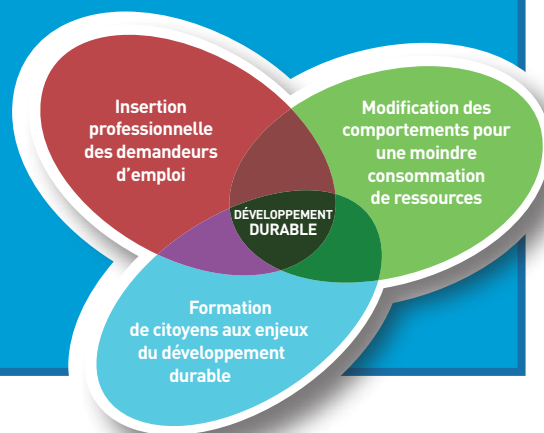 Insertion
professionnelle
des demandeurs
d'emploi
Modification des
comportements pour
une moindre
consommation
de ressources
DÉVELOPPEMENT
DURABLE
Formation
de citoyens aux enjeux
du développement
durable